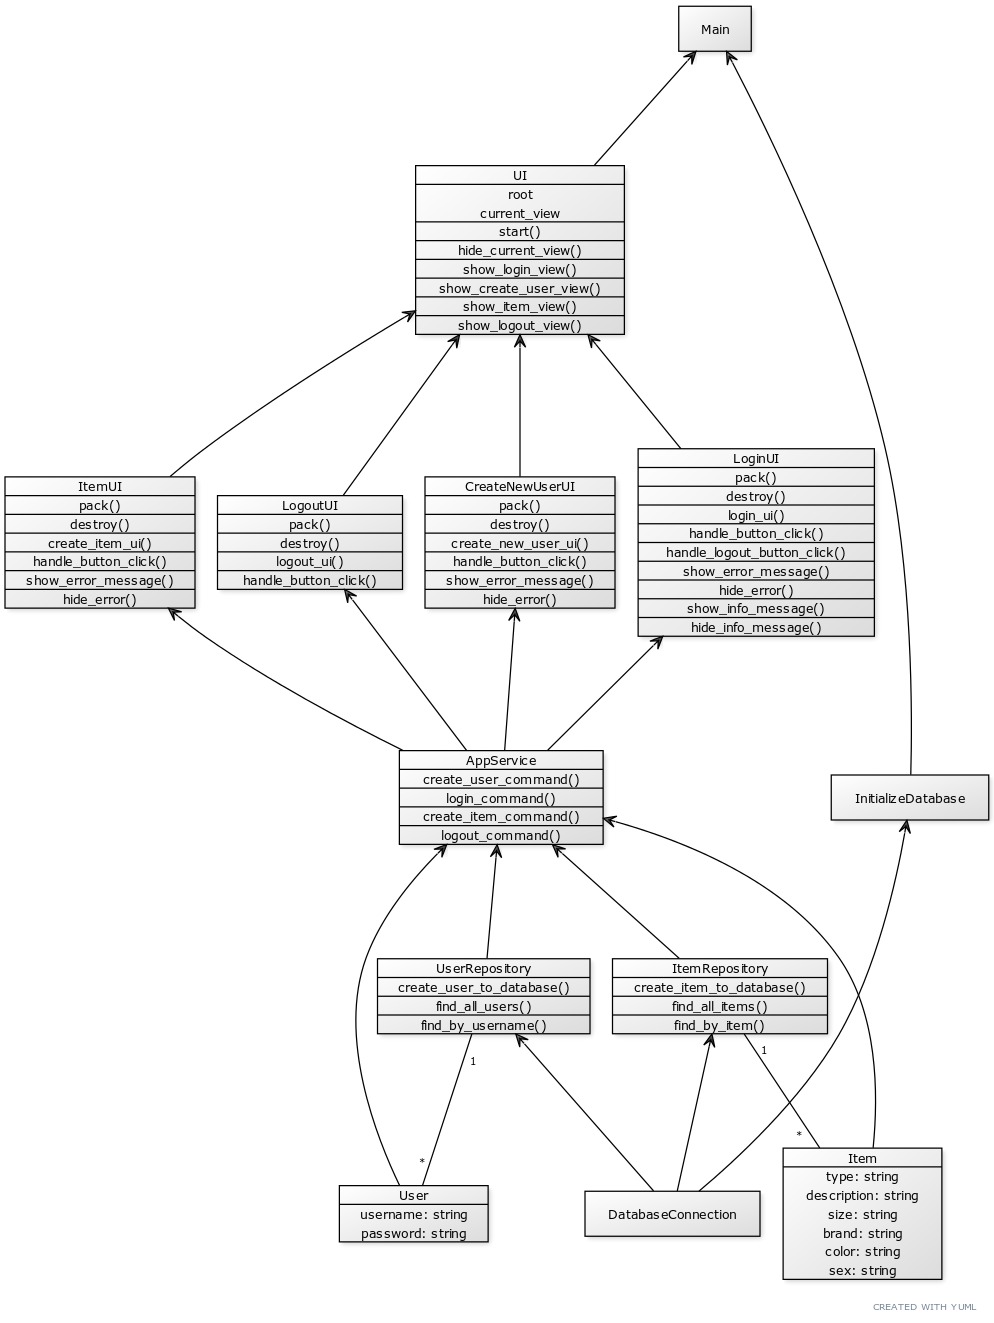 Main
UI
root
current_view
start()
hide_current_view()
show_login_view()
show_create_user_view()
show_item_view()
show_logout_view()
ItemUI
pack()
destroy()
create_item_ui()
handle_button_click()
show_error_message()
hide_error()
LogoutUI
pack()
destroy()
logout_ui()
handle_button_click()
CreateNewUserUI
pack()
destroy()
create_new_user_ui()
handle_button_click()
show_error_message()
hide_error()
LoginUI
pack()
destroy()
login_ui()
handle_button_click()
handle_logout_button_click()
show_error_message()
hide_error()
show_info_message()
hide_info_message()
AppService
create_user_command()
login_command()
create_item_command()
logout_command()
InitializeDatabase
UserRepository
create_user_to_database()
find_all_users()
find_by_username()
ItemRepository
create_item_to_database()
find_all_items()
find_by_item()
1
*
1
*
User
username: string
password: string
DatabaseConnection
Item
type: string
description: string
size: string
brand: string
color: string
sex: string
CREATED WITH YUML